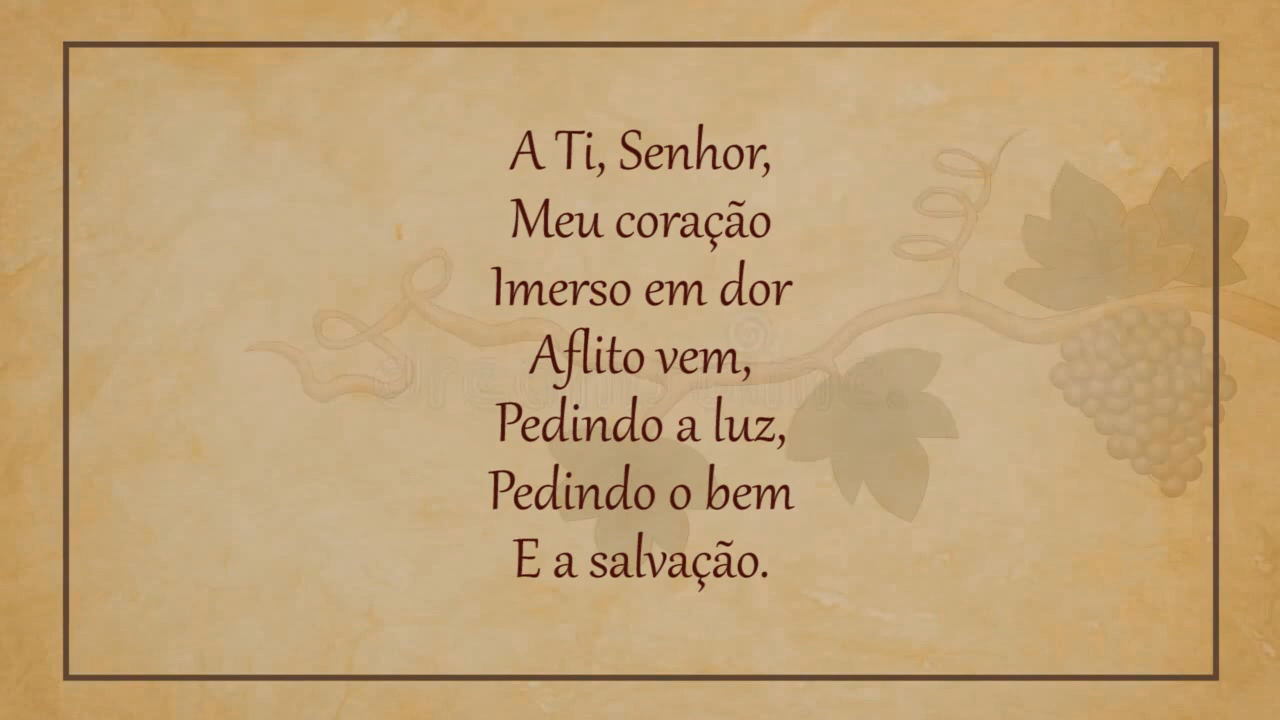 A Ti, Senhor,
Meu coração
Imerso em dor
Aflito vem,
Pedindo a luz,
Pedindo o bem
E a salvação.